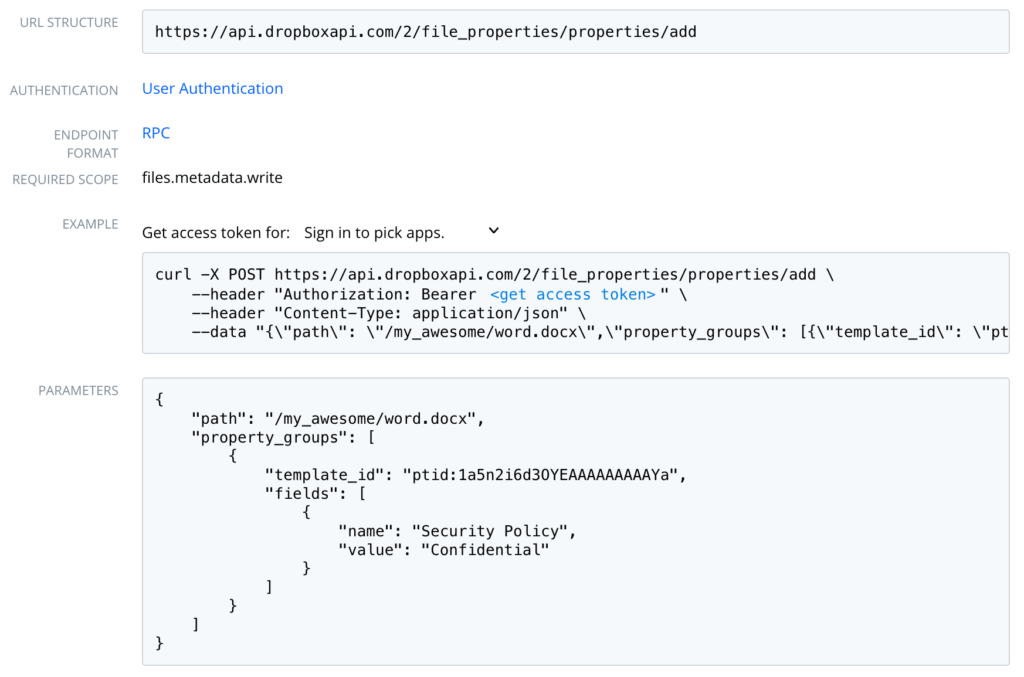 URL STRUCTURE
https://api.dropboxapi.com/2/file_properties/properties/add
AUTHENTICATION
User Authentication
ENDPOINT
FORMAT
RPC
REQUIRED SCOPE
files.metadata.write
EXAMPLE
Get access token for: Sign in to pick apps.
curl -X POST https://api.dropboxapi.com/2/file_properties/properties/add \
    --header "Authorization: Bearer <get access token>" \
    --header "Content-Type: application/json" \
    --data "{\"path\": \"/my_awesome/word.docx\",\"property_groups\": [{\"template_id\": \"pt
PARAMETERS
{
    "path": "/my_awesome/word.docx",
    "property_groups": [
        {
            "template_id": "ptid:1a5n2i6d3OYEAAAAAAAAAYa",
            "fields": [
                {
                    "name": "Security Policy",
                    "value": "Confidential"
                }
            ]
        }
    ]
}